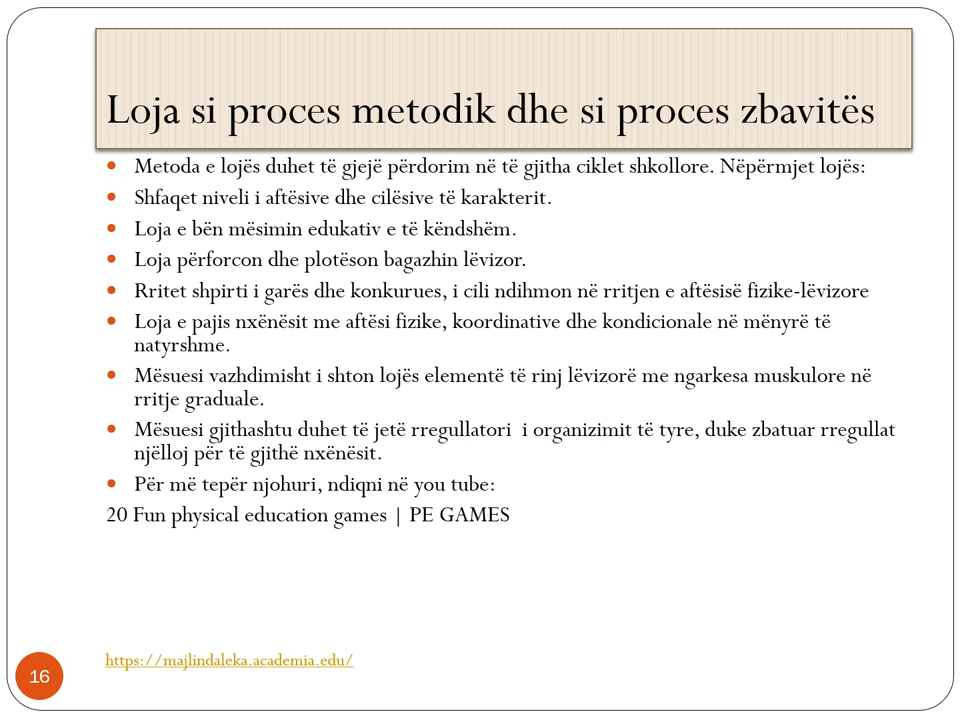 Loja si proces metodik dhe si proces zbavitës
• Metoda e lojës duhet të gjejë përdorim në të gjitha ciklet shkollore. Nëpërmjet lojës:
• Shfaqet niveli i aftësive dhe cilësive të karakterit.
• Loja e bën mësimin edukativ e të këndshëm.
• Loja përforcon dhe plotëson bagazhin lëvizor.
• Rritet shpirti i garës dhe konkurues, i cili ndihmon në rritjen e aftësisë fizike-lëvizore
• Loja e pajis nxënësit me aftësi fizike, koordinative dhe kondicionale në mënyrë të
natyrshme.
• Mësuesi vazhdimisht i shton lojës elementë të rinj lëvizorë me ngarkesa muskulore në
rritje graduale.
• Mësuesi gjithashtu duhet të jetë rregullatori  i organizimit të tyre, duke zbatuar rregullat
njëlloj për të gjithë nxënësit.
• Për më tepër njohuri, ndiqni në you tube:
20 Fun physical education games | PE GAMES
https://majlindaleka.academia.edu/
16